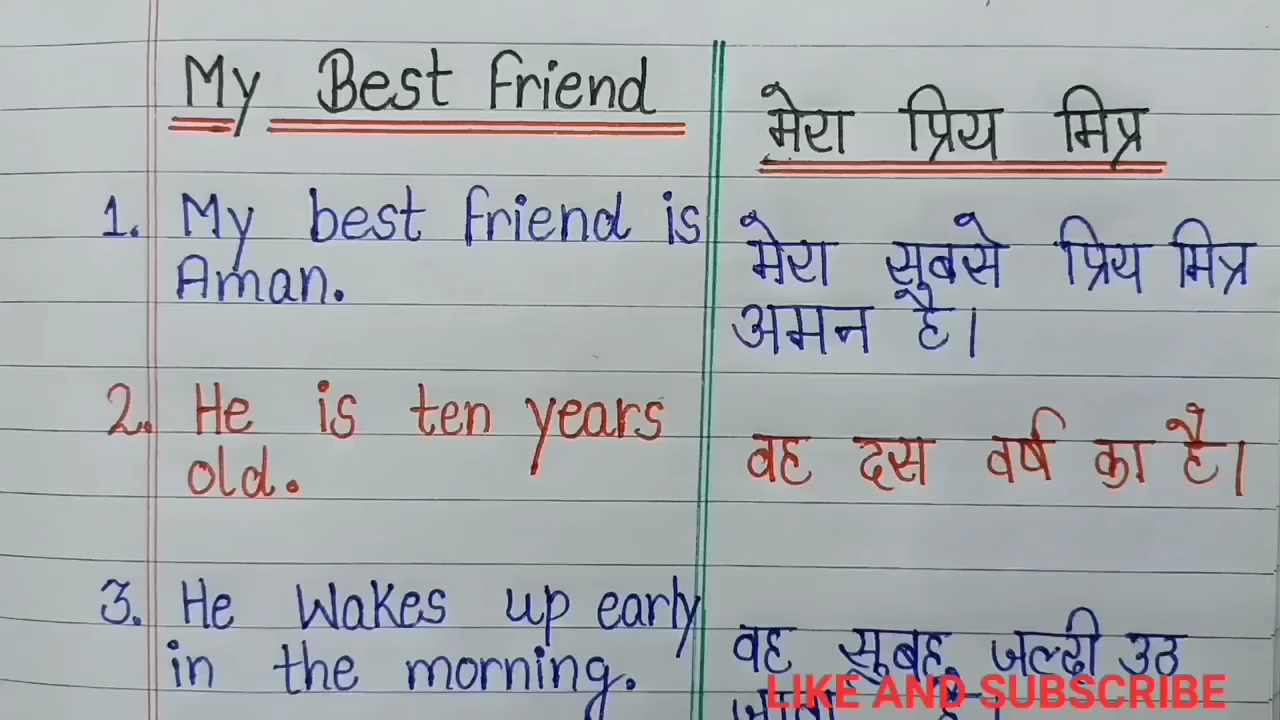 My Best Friend
मेरा प्रिय मित्र
1. My best friend is
Aman.
मेरा सबसे प्रिय मित्र
अमन है।
2. He is ten years
old.
वह दस वर्ष का है।
3. He Wakes up early
in the morning.
वह सुबह जल्दी उठ
है।
LIKE AND SUBSCRIBE